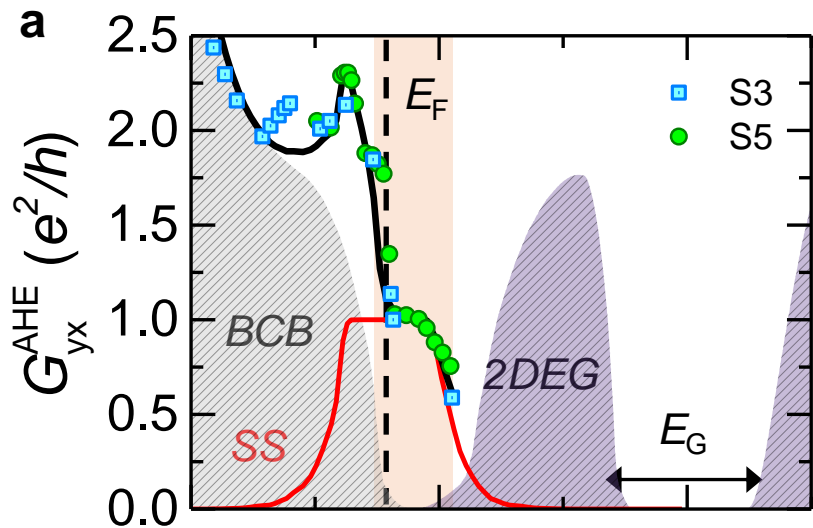 a
G_yx^AHE (e²/h)
2.5
2.0
1.5
1.0
0.5
0.0
E_F
S3
S5
BCB
SS
2DEG
E_G